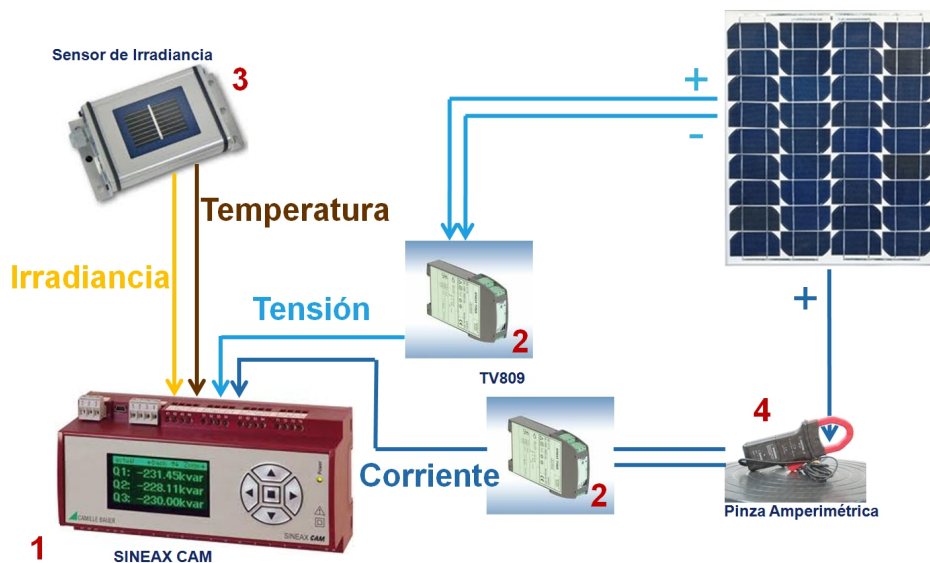 Sensor de Irradiancia
3
+
-
Temperatura
Irradiancia
Tensión
2
TV809
+
4
Corriente
2
Pinza Amperimétrica
Q1: -231.45kvar
Q2: -228.11kvar
Q3: -230.00kvar
Power
CAMILLE BAUER
SINEAX CAM
1
SINEAX CAM